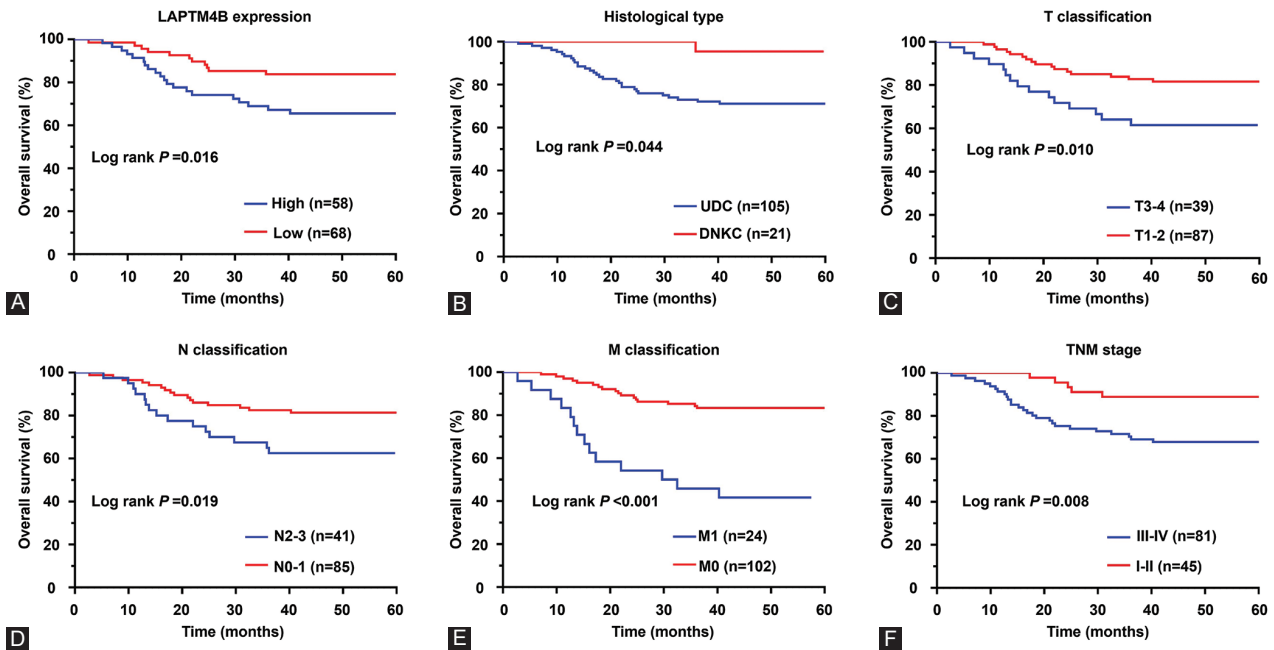 LAPTM4B expression
Overall survival (%)
100
80
60
40
20
0
Log rank P =0.016
High (n=58)
Low (n=68)
0 10 20 30 40 50 60
Time (months)
A
Histological type
Overall survival (%)
100
80
60
40
20
0
Log rank P =0.044
UDC (n=105)
DNKC (n=21)
0 10 20 30 40 50 60
Time (months)
B
T classification
Overall survival (%)
100
80
60
40
20
0
Log rank P =0.010
T3-4 (n=39)
T1-2 (n=87)
0 10 20 30 40 50 60
Time (months)
C
N classification
Overall survival (%)
100
80
60
40
20
0
Log rank P =0.019
N2-3 (n=41)
N0-1 (n=85)
0 10 20 30 40 50 60
Time (months)
D
M classification
Overall survival (%)
100
80
60
40
20
0
Log rank P <0.001
M1 (n=24)
M0 (n=102)
0 10 20 30 40 50 60
Time (months)
E
TNM stage
Overall survival (%)
100
80
60
40
20
0
Log rank P =0.008
III-IV (n=81)
I-II (n=45)
0 10 20 30 40 50 60
Time (months)
F